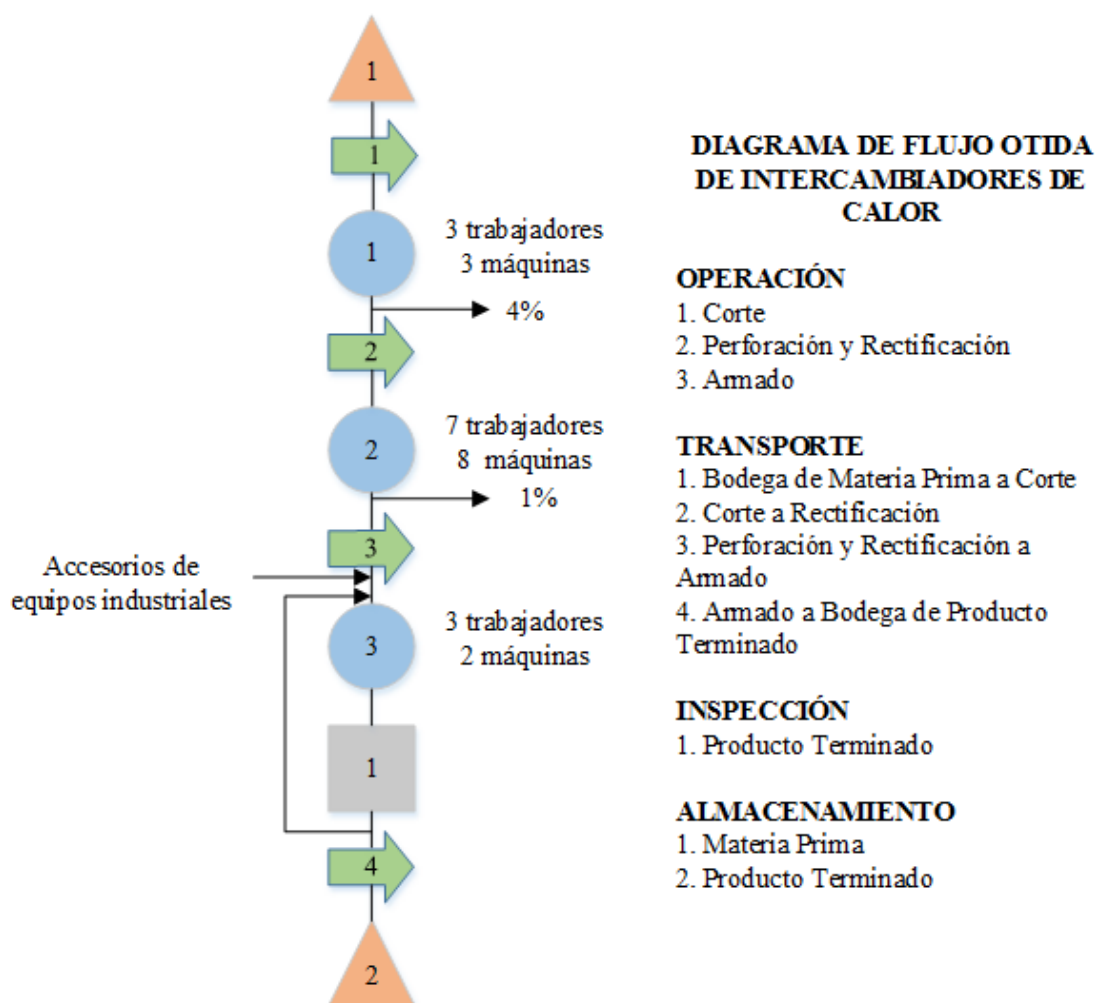 1
1
1
3 trabajadores
3 máquinas
4%
2
2
7 trabajadores
8 máquinas
1%
3
Accesorios de
equipos industriales
3
3 trabajadores
2 máquinas
1
4
2
DIAGRAMA DE FLUJO OTIDA
DE INTERCAMBIADORES DE
CALOR
OPERACIÓN
1. Corte
2. Perforación y Rectificación
3. Armado
TRANSPORTE
1. Bodega de Materia Prima a Corte
2. Corte a Rectificación
3. Perforación y Rectificación a
Armado
4. Armado a Bodega de Producto
Terminado
INSPECCIÓN
1. Producto Terminado
ALMACENAMIENTO
1. Materia Prima
2. Producto Terminado